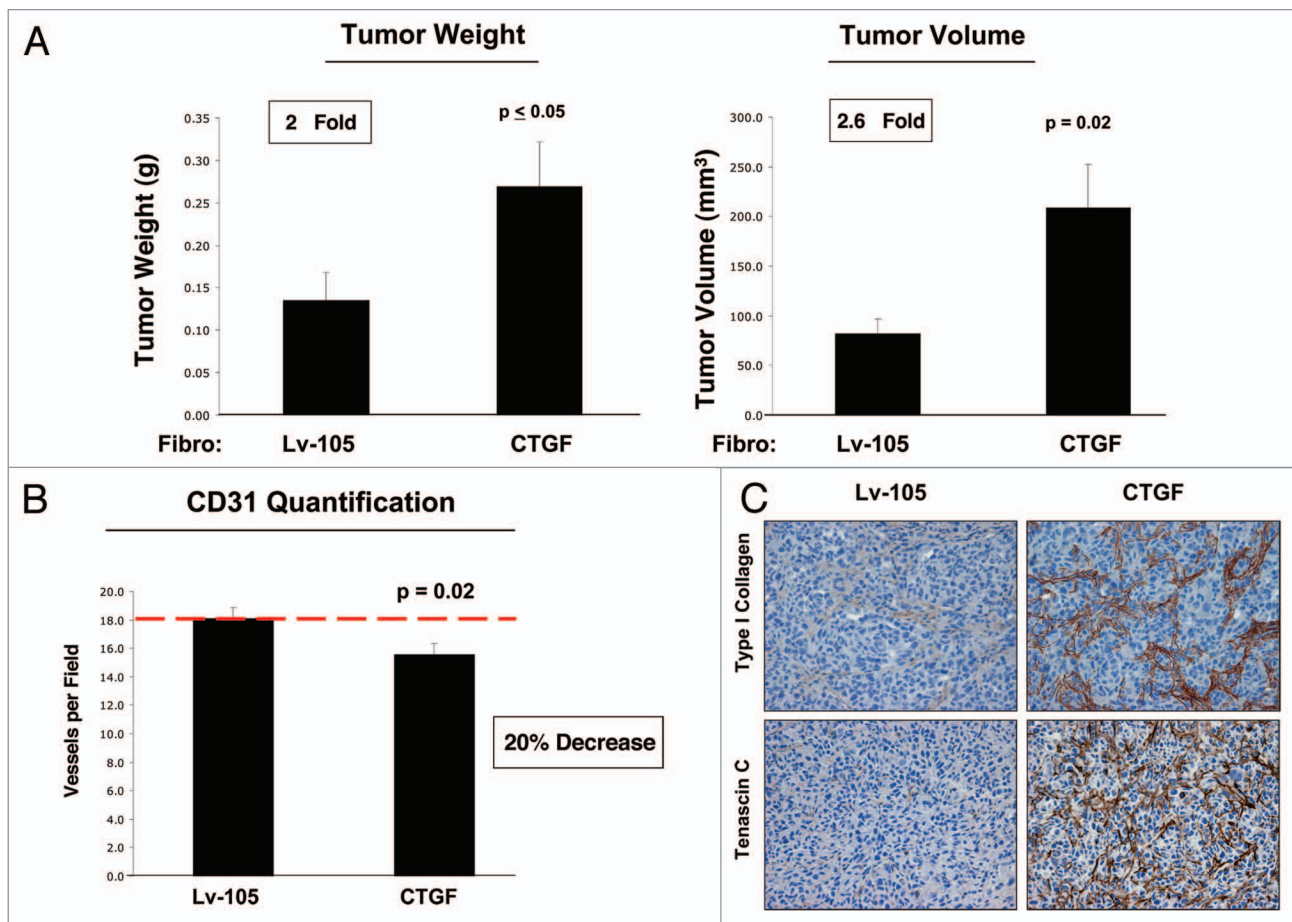 A
Tumor Weight
2 Fold
p ≤ 0.05
Tumor Weight (g)
0.35
0.30
0.25
0.20
0.15
0.10
0.05
0.00
Fibro: Lv-105 CTGF
Tumor Volume
2.6 Fold
p = 0.02
Tumor Volume (mm³)
300.0
250.0
200.0
150.0
100.0
50.0
0.0
Fibro: Lv-105 CTGF
B
CD31 Quantification
p = 0.02
Vessels per Field
20.0
18.0
16.0
14.0
12.0
10.0
8.0
6.0
4.0
2.0
0.0
20% Decrease
Lv-105 CTGF
C
Lv-105 CTGF
Type I Collagen
Tenascin C